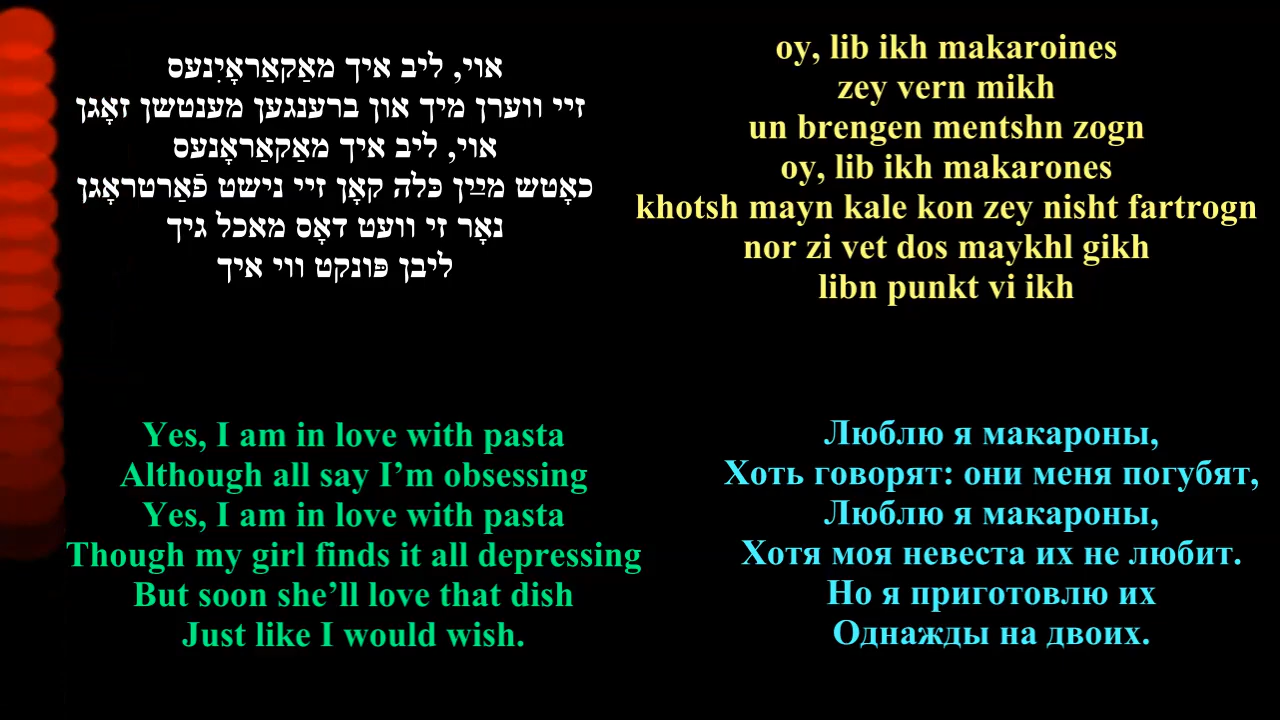 אוי, ליב איך מאַקאַראָיִנעס
זיי ווערן מיך און ברענגען מענטשן זאָגן
אוי, ליב איך מאַקאַראָנעס
כאָטש מײַן כּלה קאָן זיי נישט פֿאַרטראָגן
נאָר זי וועט דאָס מאכל גיך
ליבן פּונקט ווי איך
oy, lib ikh makaroines
zey vern mikh
un brengen mentshn zogn
oy, lib ikh makarones
khotsh mayn kale kon zey nisht fartrogn
nor zi vet dos maykhl gikh
libn punkt vi ikh
Yes, I am in love with pasta
Although all say I’m obsessing
Yes, I am in love with pasta
Though my girl finds it all depressing
But soon she’ll love that dish
Just like I would wish.
Люблю я макароны,
Хоть говорят: они меня погубят,
Люблю я макароны,
Хотя моя невеста их не любит.
Но я приготовлю их
Однажды на двоих.